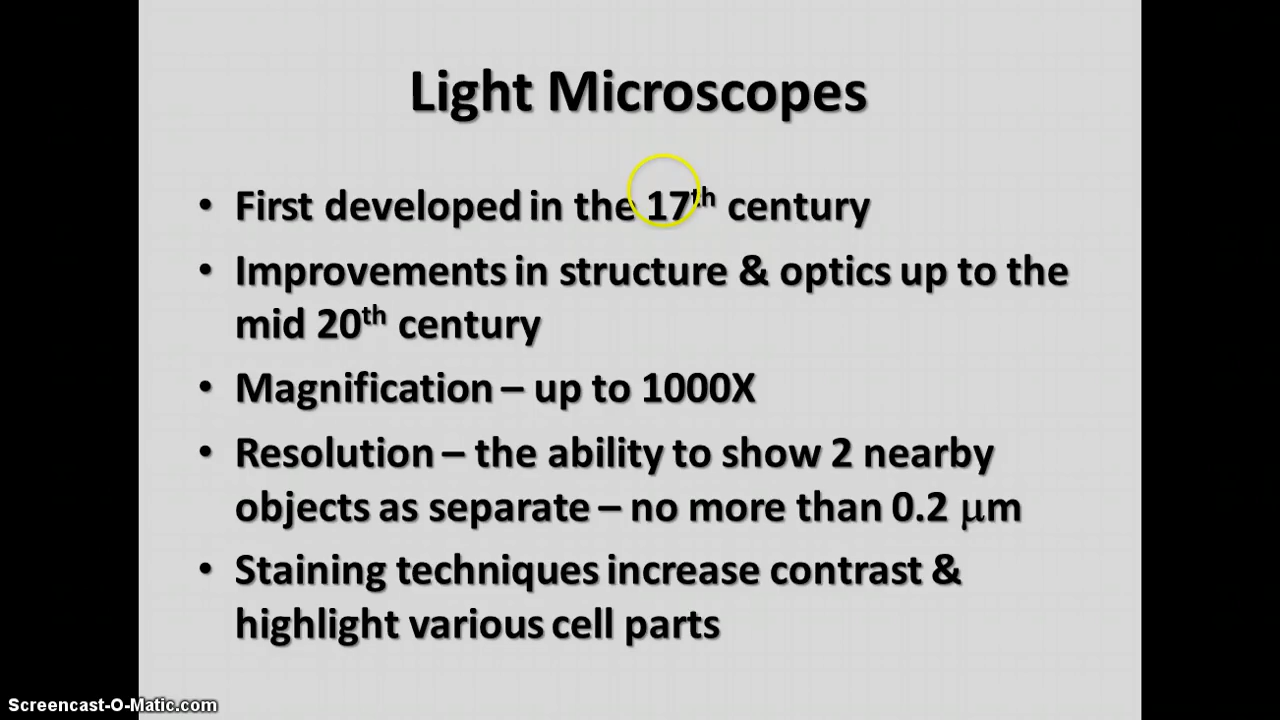 Light Microscopes
• First developed in the 17th century
• Improvements in structure & optics up to the
mid 20th century
• Magnification – up to 1000X
• Resolution – the ability to show 2 nearby
objects as separate – no more than 0.2 μm
• Staining techniques increase contrast &
highlight various cell parts
Screencast-O-Matic.com